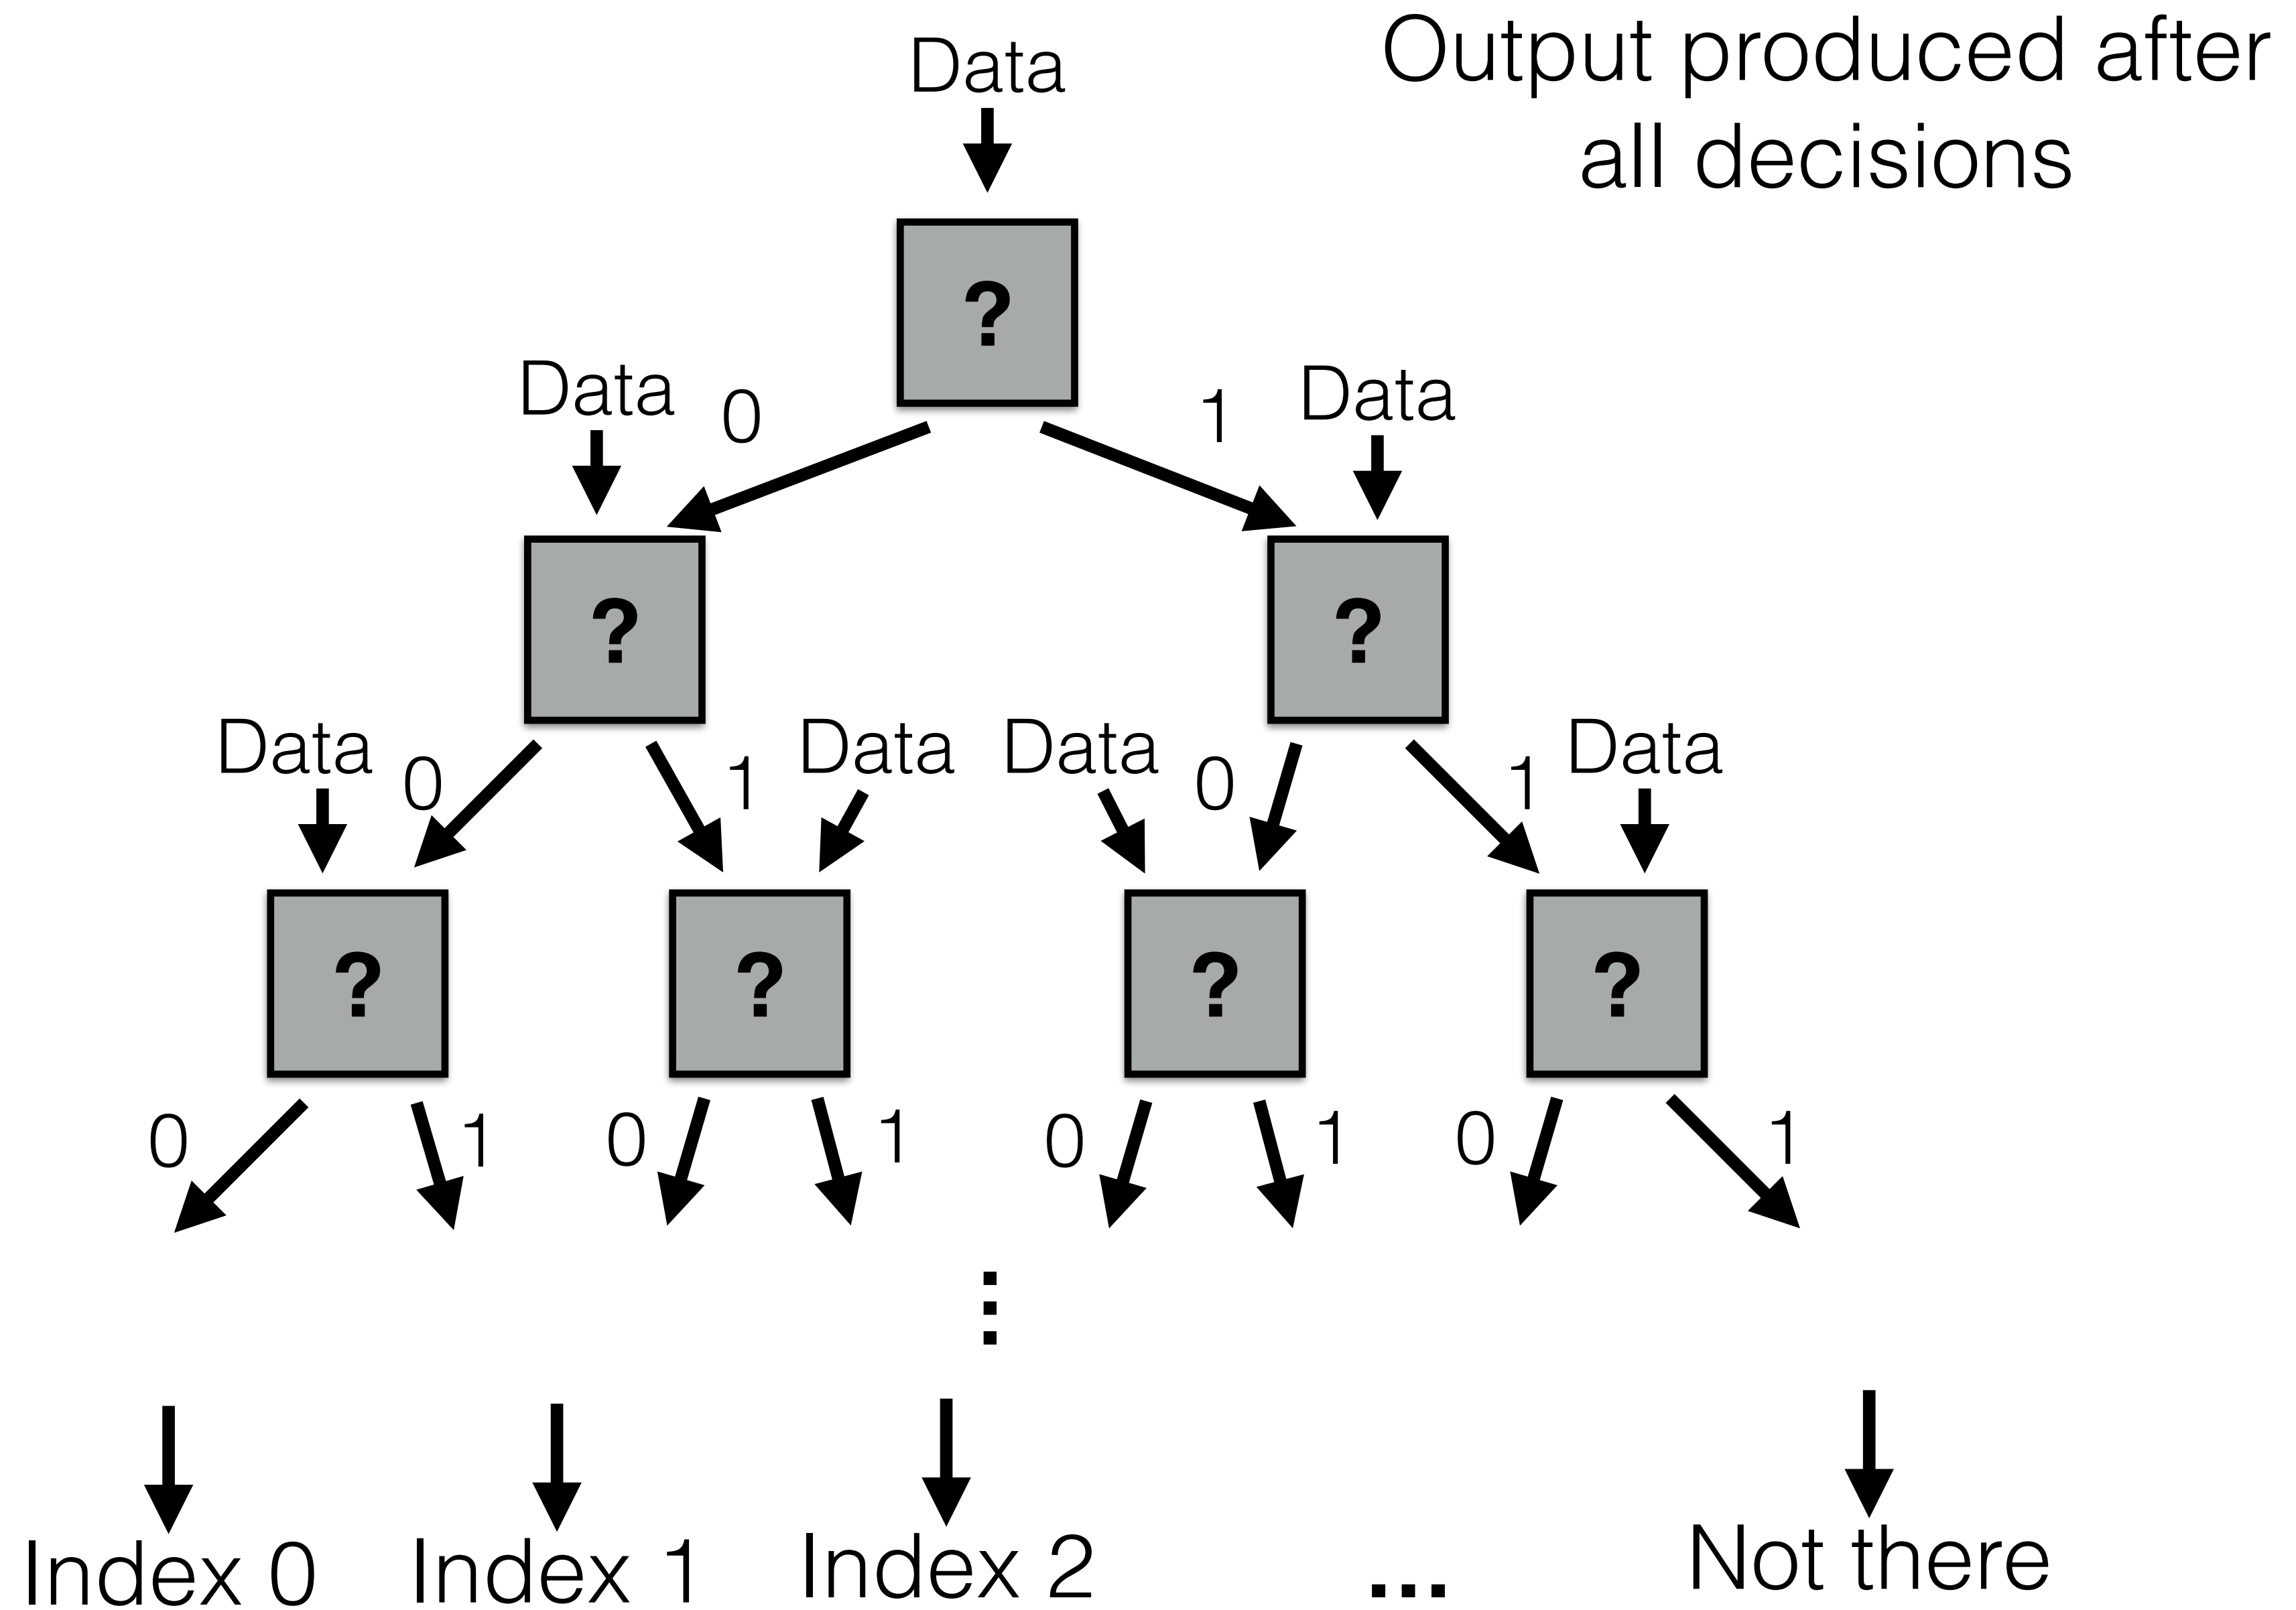 Output produced after
all decisions
Data
?
Data 0 1 Data
? ?
Data 0 1 Data Data 0 1 Data
? ? ? ?
0 1 0 1 0 1 0 1
⋮
Index 0 Index 1 Index 2 ... Not there